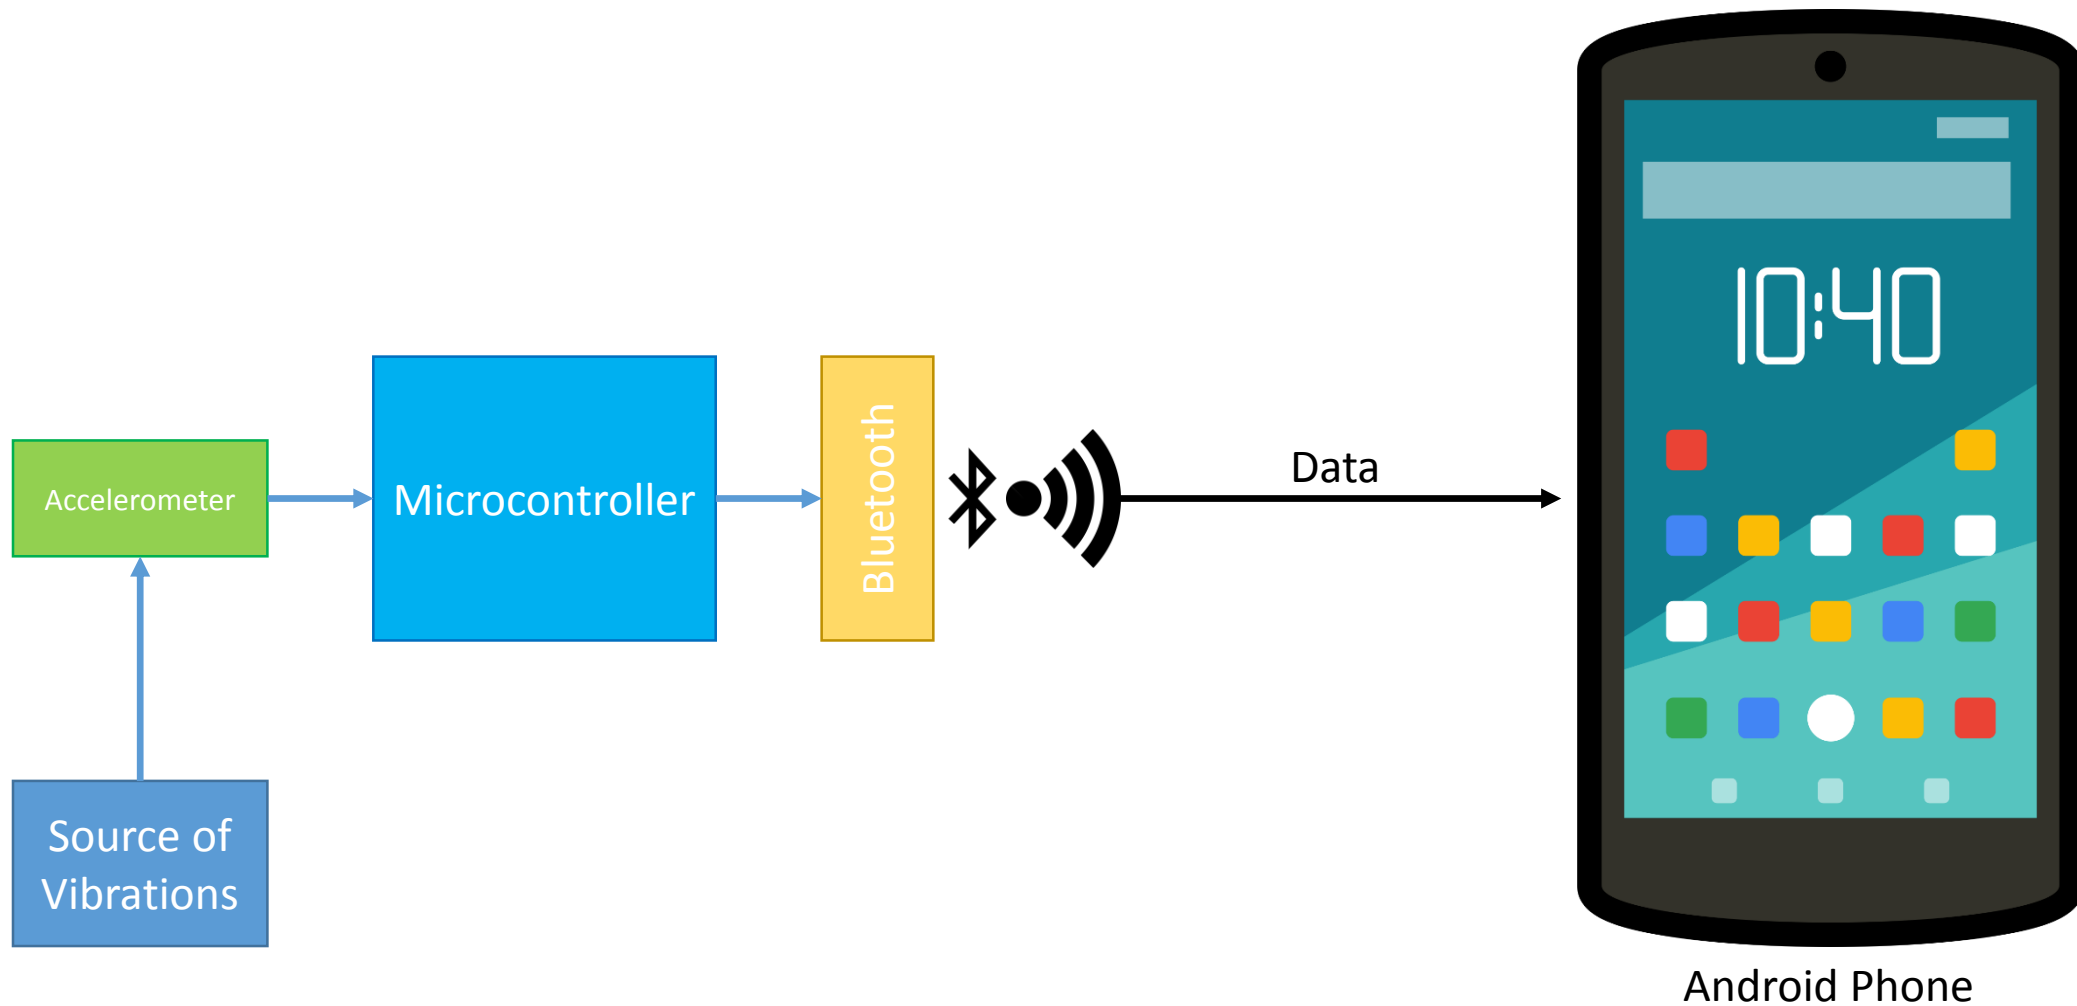 10:40
Bluetooth
Data
Accelerometer
Microcontroller
Source of
Vibrations
Android Phone